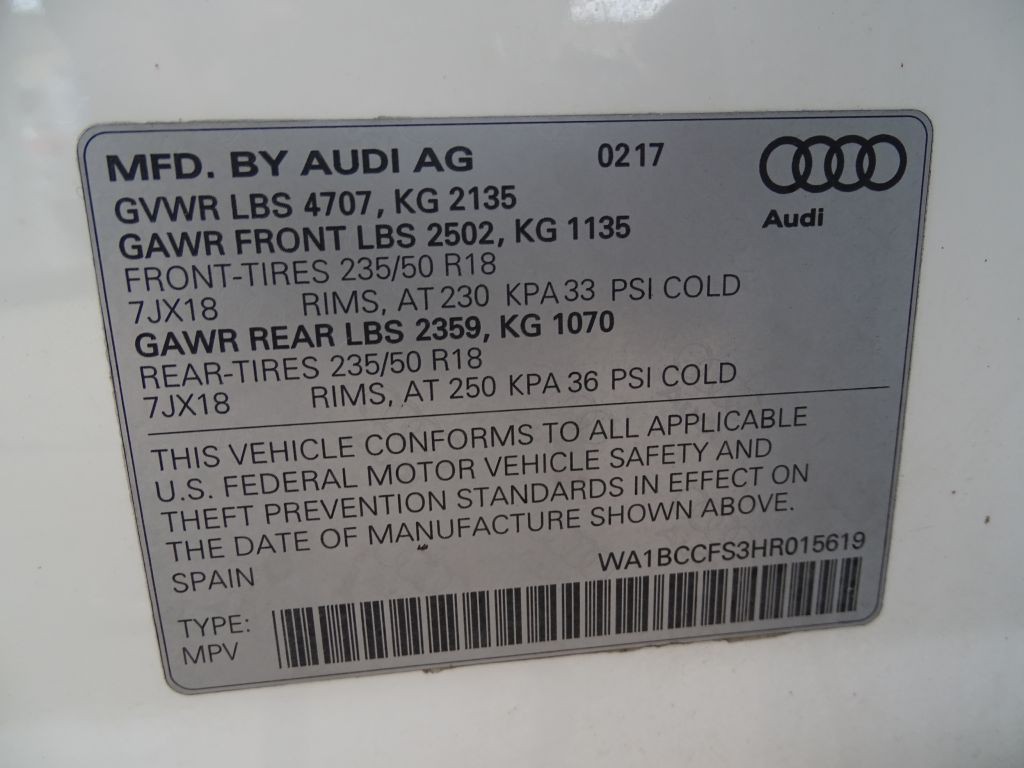 MFD. BY AUDI AG 0217
Audi
GVWR LBS 4707, KG 2135
GAWR FRONT LBS 2502, KG 1135
FRONT-TIRES 235/50 R18
7JX18 RIMS, AT 230 KPA 33 PSI COLD
GAWR REAR LBS 2359, KG 1070
REAR-TIRES 235/50 R18
7JX18 RIMS, AT 250 KPA 36 PSI COLD
THIS VEHICLE CONFORMS TO ALL APPLICABLE
U.S. FEDERAL MOTOR VEHICLE SAFETY AND
THEFT PREVENTION STANDARDS IN EFFECT ON
THE DATE OF MANUFACTURE SHOWN ABOVE.
SPAIN WA1BCCFS3HR015619
TYPE:
MPV